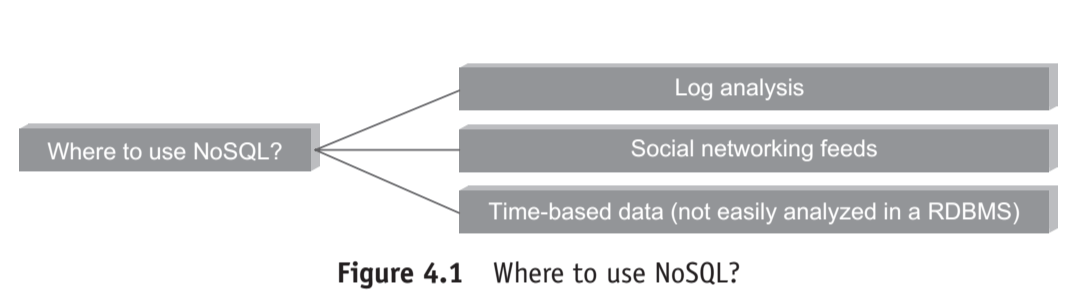 Where to use NoSQL?
Log analysis
Social networking feeds
Time-based data (not easily analyzed in a RDBMS)
Figure 4.1 Where to use NoSQL?